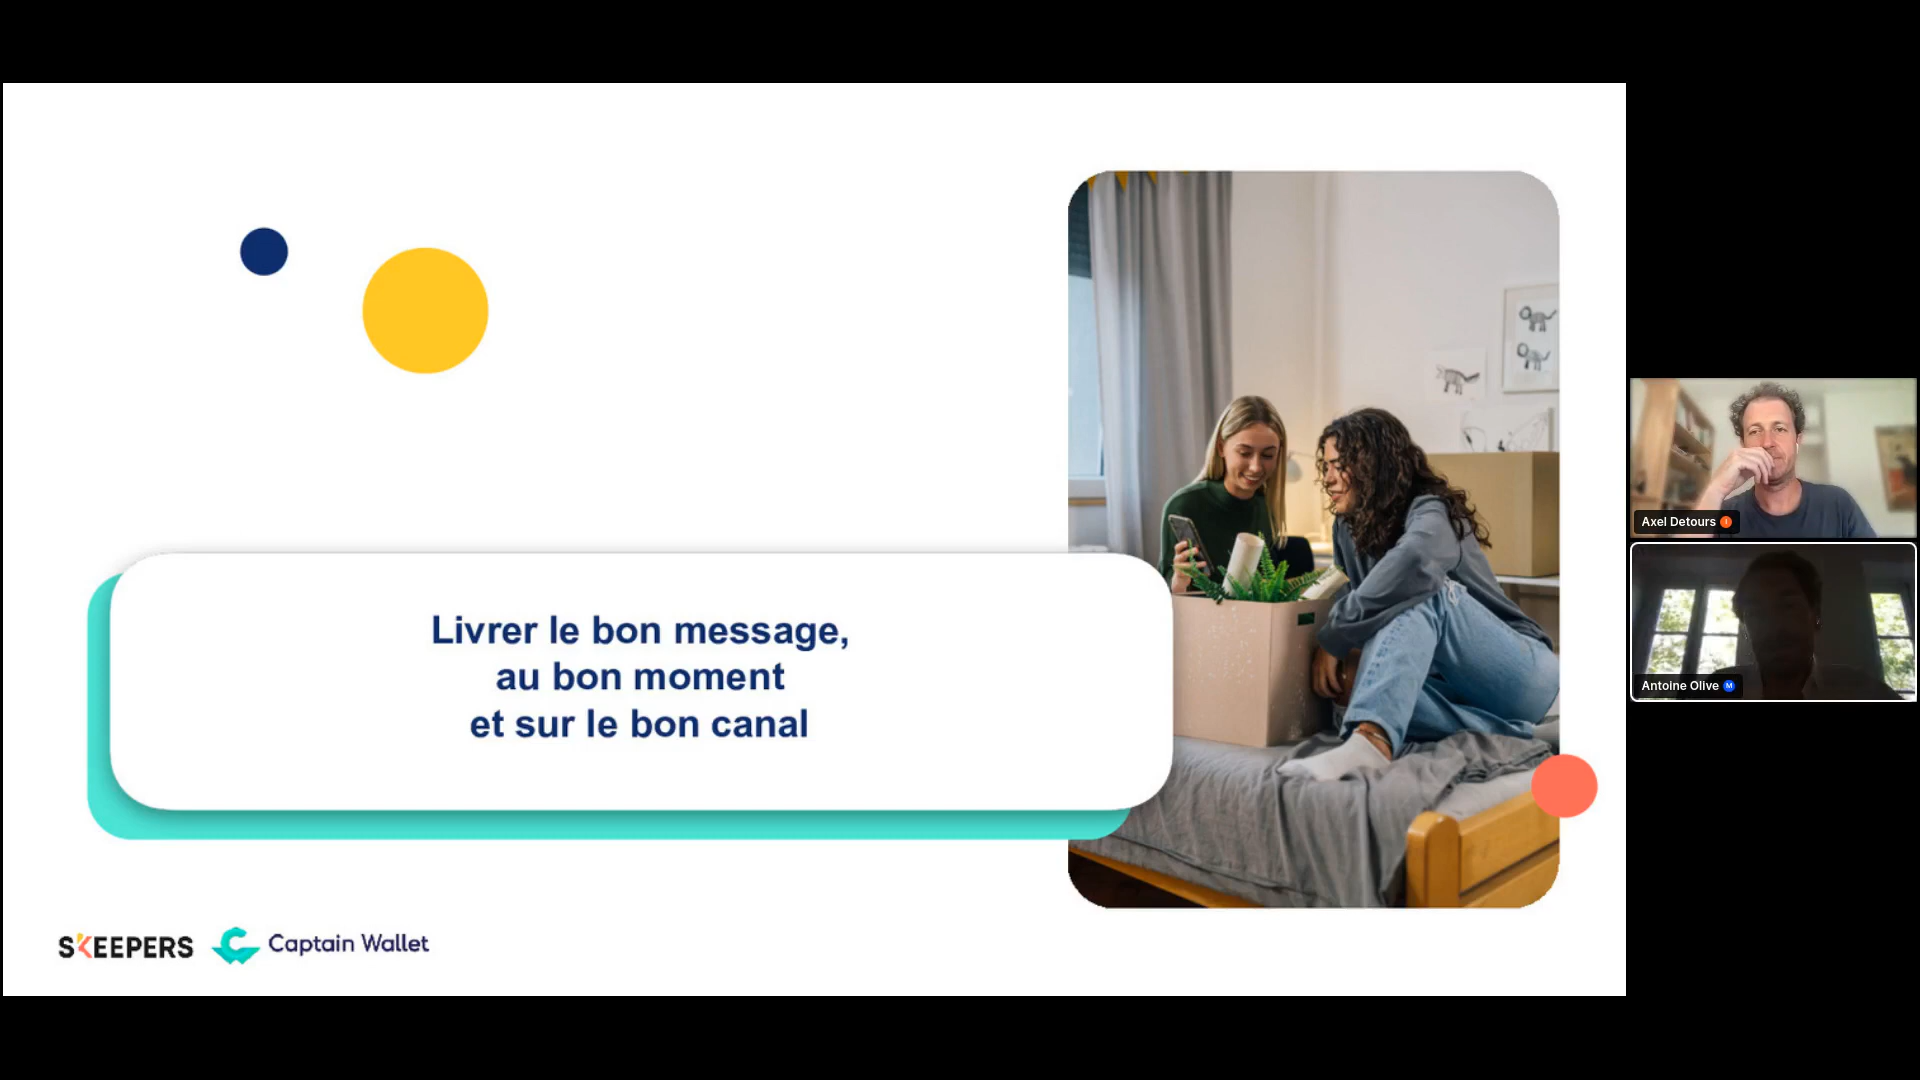 Livrer le bon message,
au bon moment
et sur le bon canal
SKEEPERS
Captain Wallet
Axel Detours
I
Antoine Olive
M